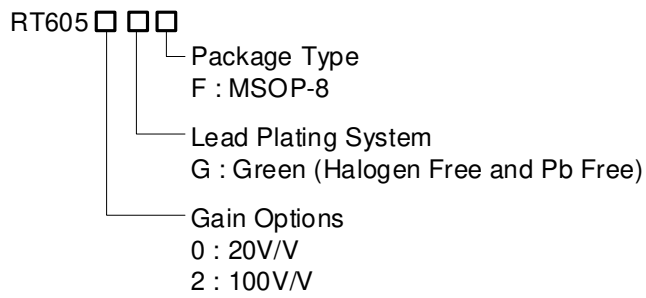 RT605
Package Type
F : MSOP-8
Lead Plating System
G : Green (Halogen Free and Pb Free)
Gain Options
0 : 20V/V
2 : 100V/V